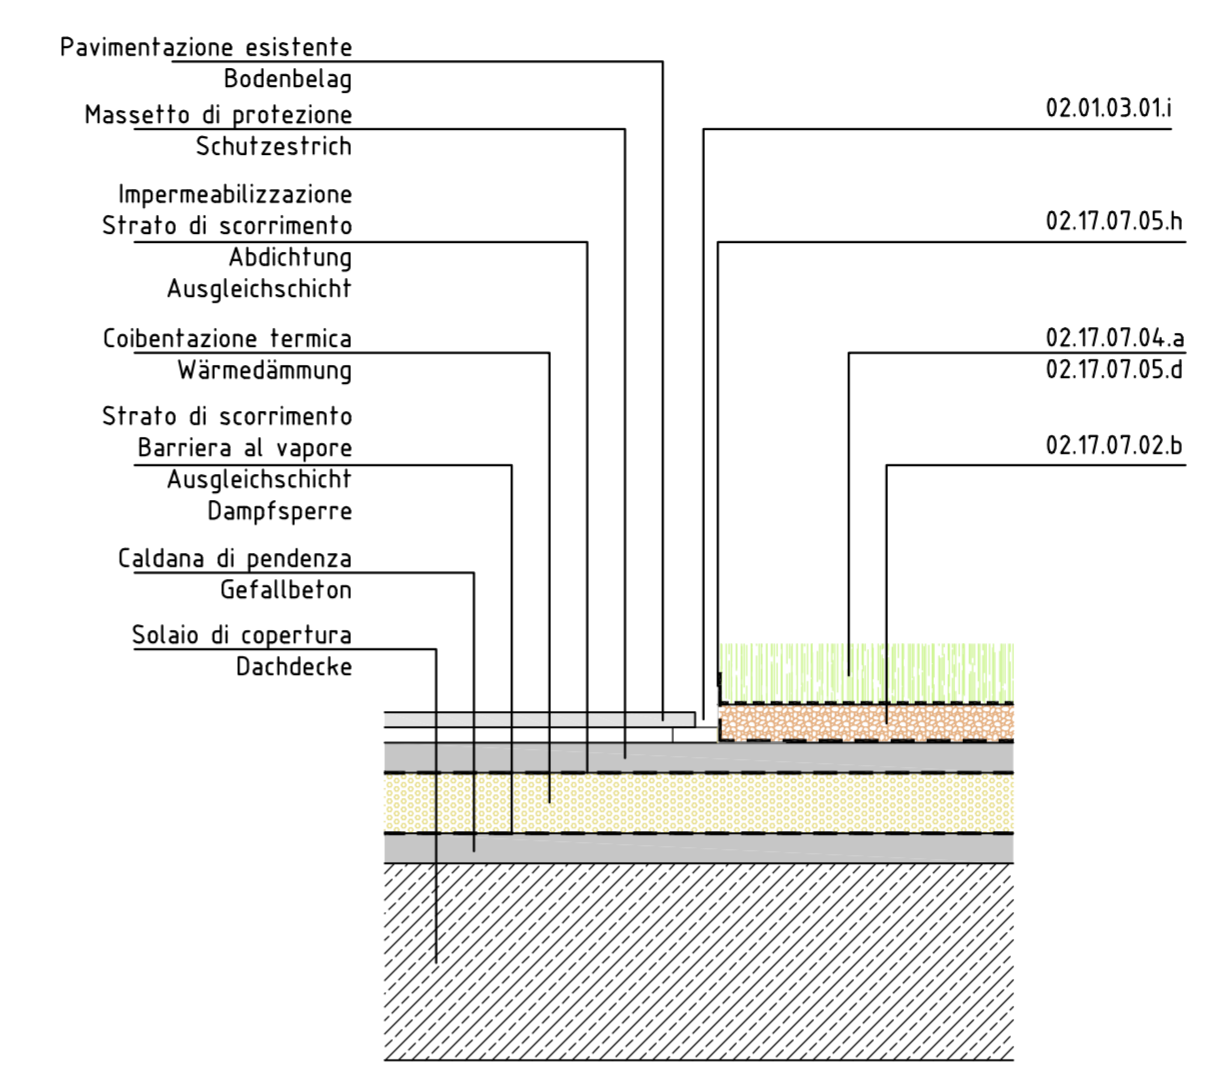 Pavimentazione esistente
Bodenbelag
Massetto di protezione
Schutzestrich
Impermeabilizzazione
Strato di scorrimento
Abdichtung
Ausgleichschicht
Coibentazione termica
Wärmedämmung
Strato di scorrimento
Barriera al vapore
Ausgleichschicht
Dampfsperre
Caldana di pendenza
Gefallbeton
Solaio di copertura
Dachdecke
02.01.03.01.i
02.17.07.05.h
02.17.07.04.a
02.17.07.05.d
02.17.07.02.b